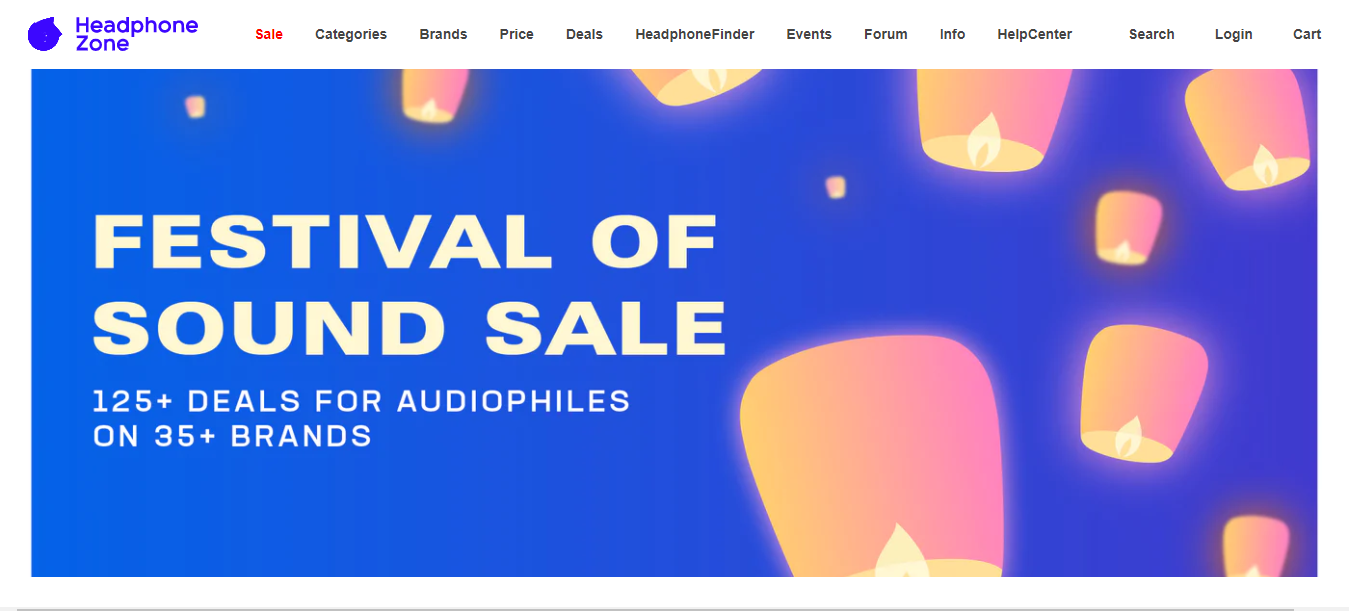 Headphone
Zone
Sale Categories Brands Price Deals HeadphoneFinder Events Forum Info HelpCenter Search Login Cart
FESTIVAL OF
SOUND SALE
125+ DEALS FOR AUDIOPHILES
ON 35+ BRANDS